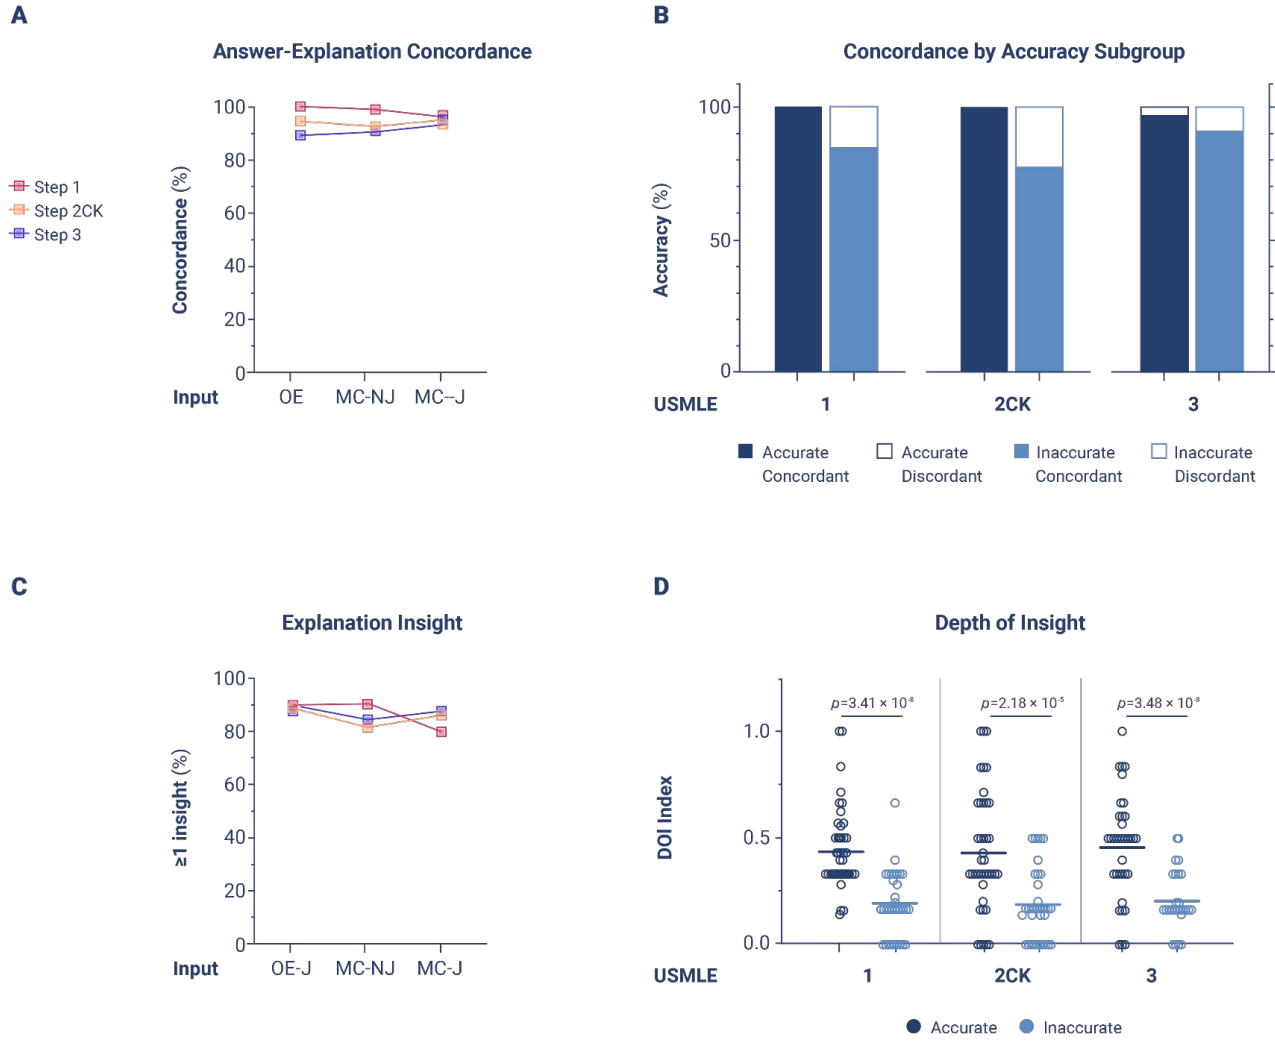 A
Answer-Explanation Concordance
Step 1
Step 2CK
Step 3
Concordance (%)
100
80
60
40
20
0
Input OE MC-NJ MC--J
B
Concordance by Accuracy Subgroup
Accuracy (%)
100
50
0
USMLE 1 2CK 3
Accurate Concordant
Accurate Discordant
Inaccurate Concordant
Inaccurate Discordant
C
Explanation Insight
≥1 insight (%)
100
80
60
40
20
0
Input OE-J MC-NJ MC-J
D
Depth of Insight
p=3.41 × 10⁻⁸ p=2.18 × 10⁻⁵ p=3.48 × 10⁻⁸
DOI Index
1.0
0.5
0.0
USMLE 1 2CK 3
Accurate Inaccurate